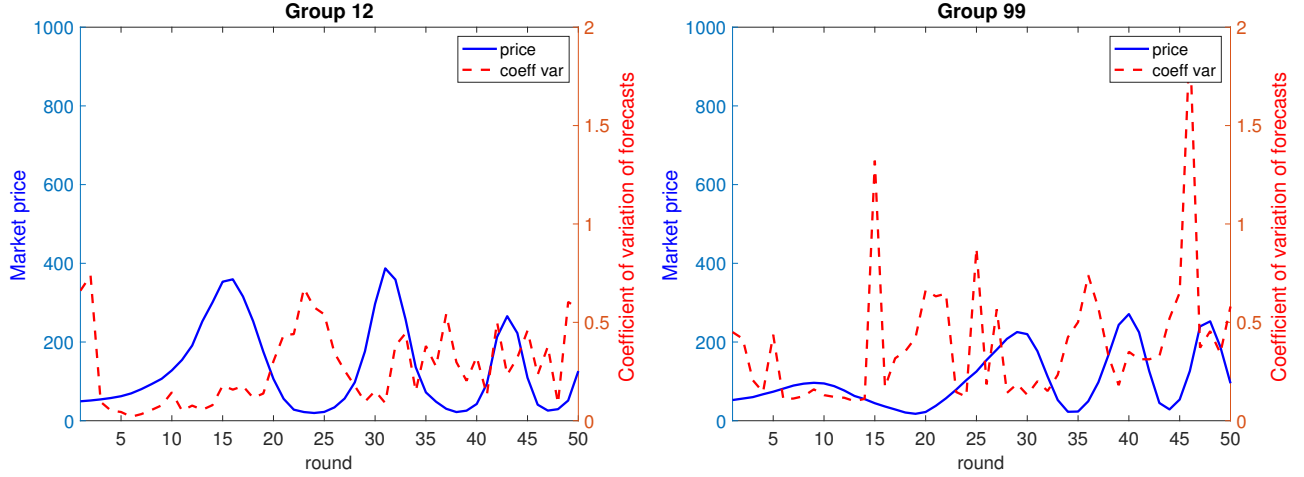 Group 12
1000
800
600
400
200
0
Market price
5 10 15 20 25 30 35 40 45 50
round
2
1.5
1
0.5
0
Coefficient of variation of forecasts
price
coeff var
Group 99
1000
800
600
400
200
0
Market price
5 10 15 20 25 30 35 40 45 50
round
2
1.5
1
0.5
0
Coefficient of variation of forecasts
price
coeff var